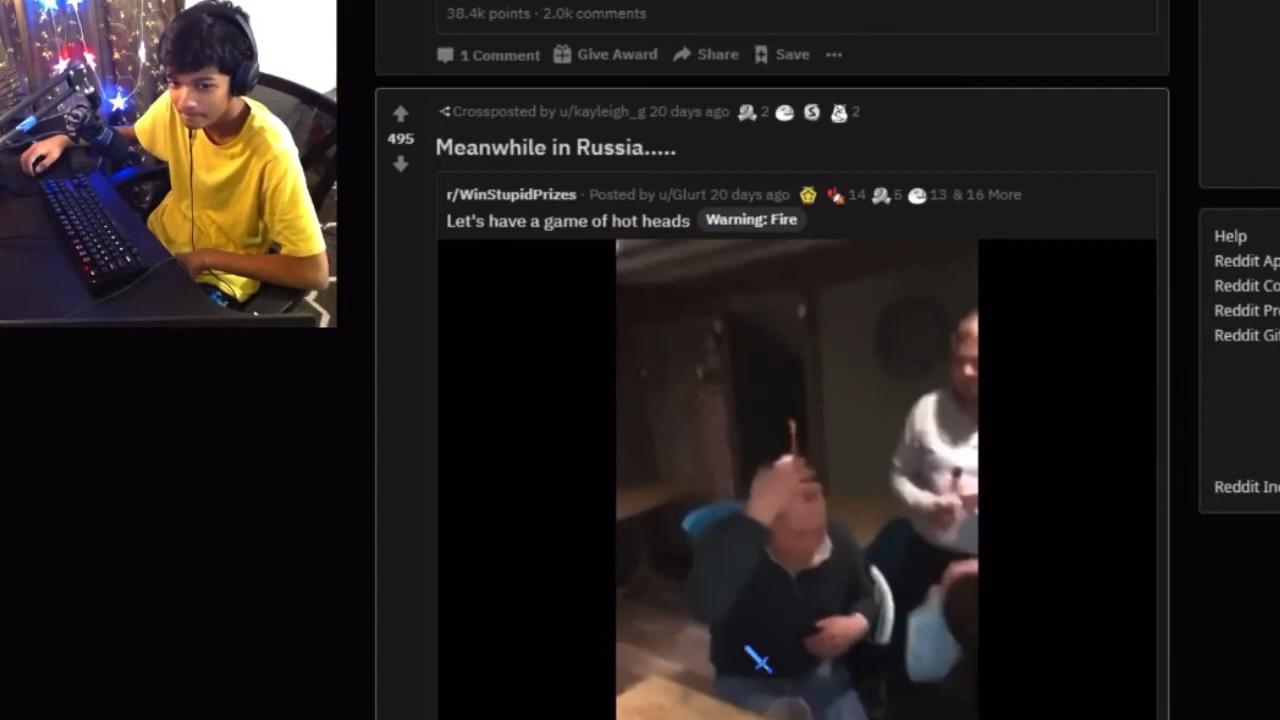 38.4k points · 2.0k comments
1 Comment Give Award Share Save
Crossposted by u/kayleigh_g 20 days ago 2 2
495
Meanwhile in Russia.....
r/WinStupidPrizes · Posted by u/Glurt 20 days ago 14 5 13 & 16 More
Let's have a game of hot heads Warning: Fire
Help
Reddit Ap
Reddit Co
Reddit Pr
Reddit Gi
Reddit Inc